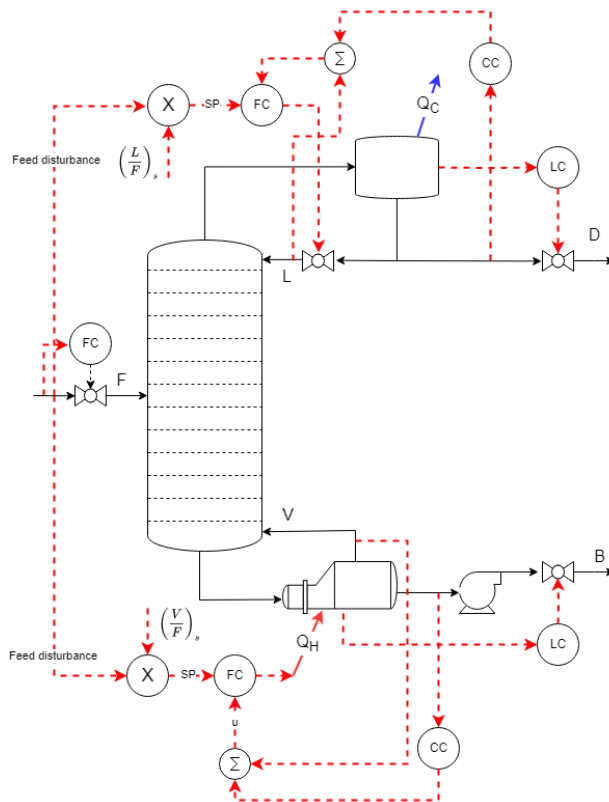 Σ
CC
Q_C
X
SP
FC
Feed disturbance
(L/F)_s
LC
D
L
FC
F
V
B
(V/F)_s
Q_H
LC
Feed disturbance
X
SP
FC
u
CC
Σ